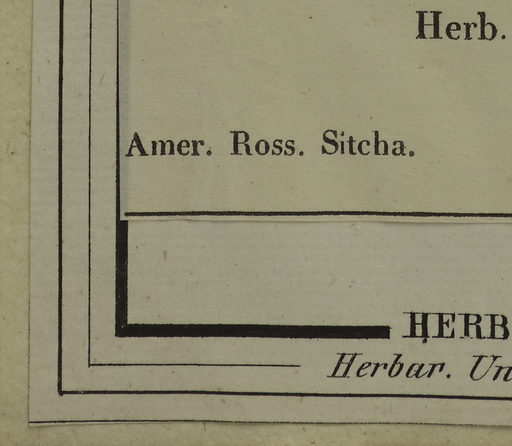 Herb.
Amer. Ross. Sitcha.
HERB
Herbar. Un